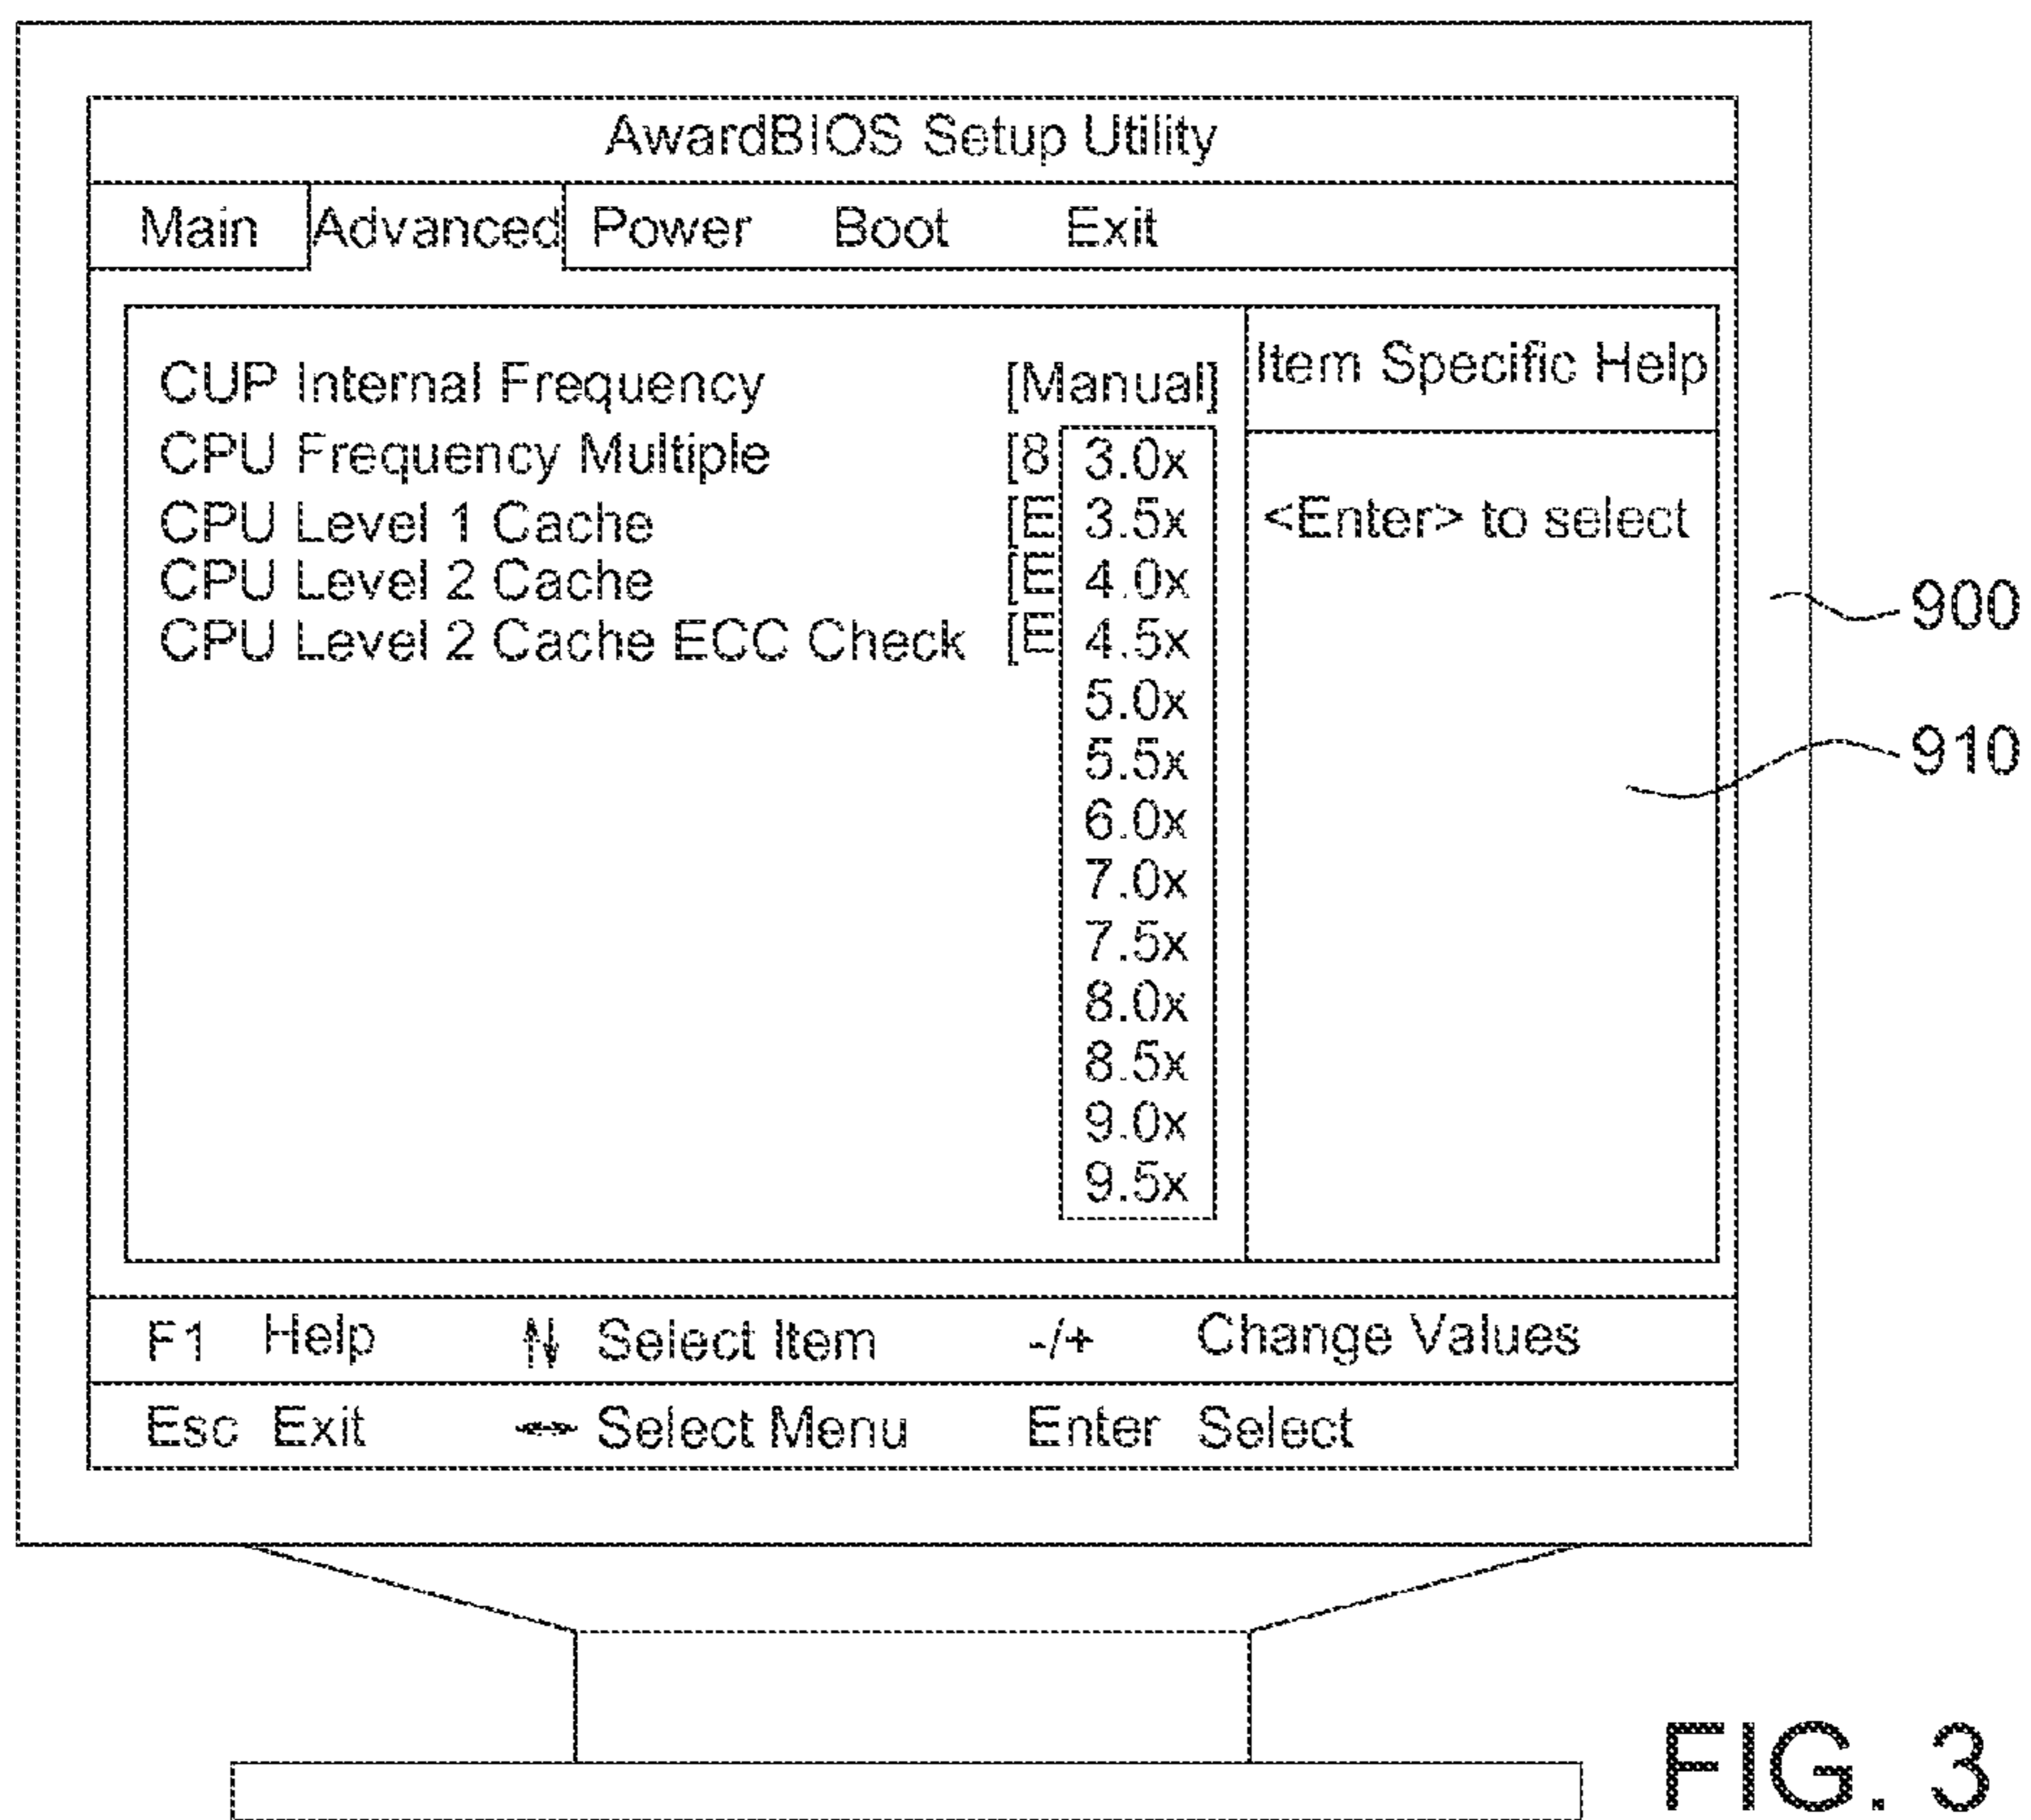 AwardBIOS Setup Utility
Main Advanced Power Boot Exit
CUP Internal Frequency [Manual]
CPU Frequency Multiple [8
CPU Level 1 Cache [E
CPU Level 2 Cache [E
CPU Level 2 Cache ECC Check [E
3.0x
3.5x
4.0x
4.5x
5.0x
5.5x
6.0x
7.0x
7.5x
8.0x
8.5x
9.0x
9.5x
Item Specific Help
<Enter> to select
900
910
F1 Help ↑↓ Select Item -/+ Change Values
Esc Exit ↔ Select Menu Enter Select
FIG. 3